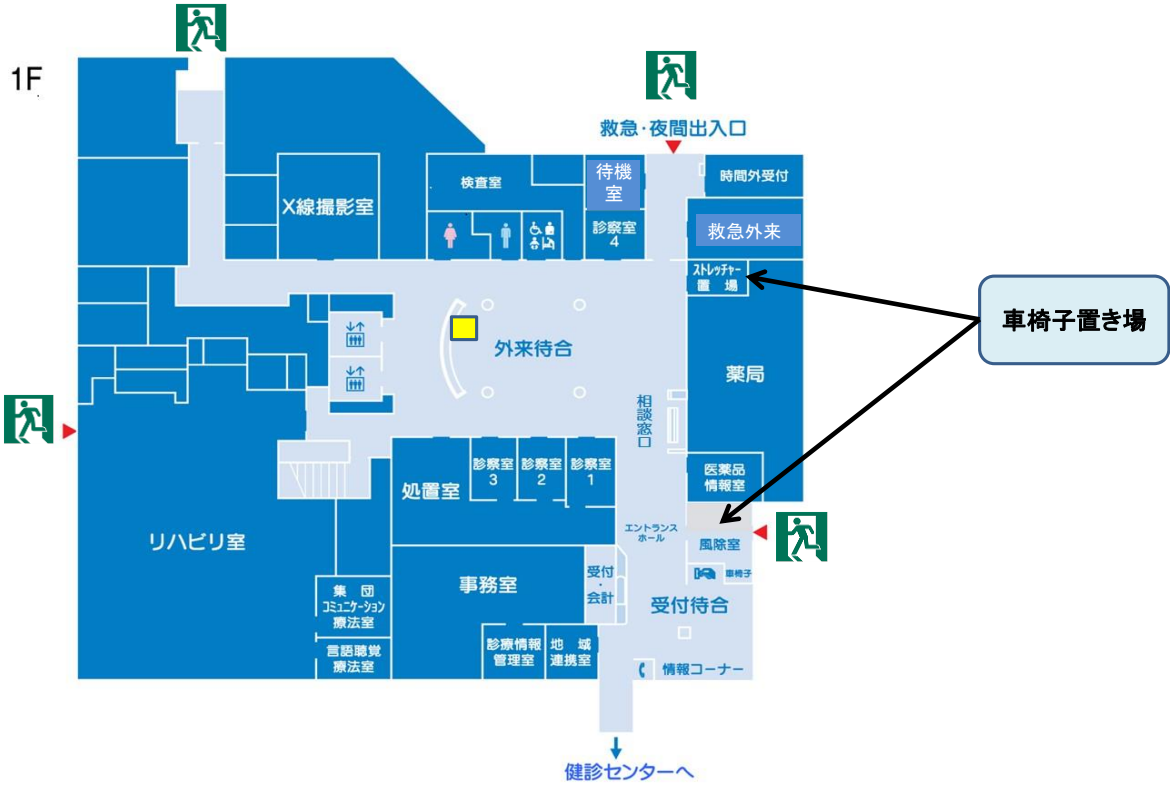 1F
救急・夜間出入口
待機
室
時間外受付
検査室
X線撮影室
診察室
4
救急外来
ストレッチャー
置 場
車椅子置き場
外来待合
薬局
相談窓口
診察室
3
診察室
2
診察室
1
処置室
医薬品
情報室
エントランス
ホール
風除室
車椅子
リハビリ室
事務室
受付
・
会計
受付待合
集 団
コミュニケーション
療法室
言語聴覚
療法室
診療情報
管理室
地 域
連携室
情報コーナー
健診センターへ